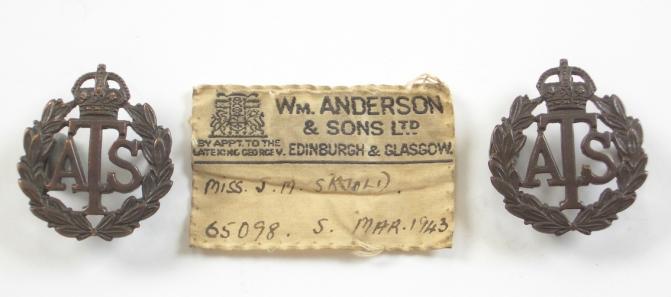 ATS
Wm. ANDERSON
& SONS LTD
BY APPT. TO THE
LATE KING GEORGE V. EDINBURGH & GLASGOW.
MISS. J. M.
65098. S. MAR. 1943
ATS